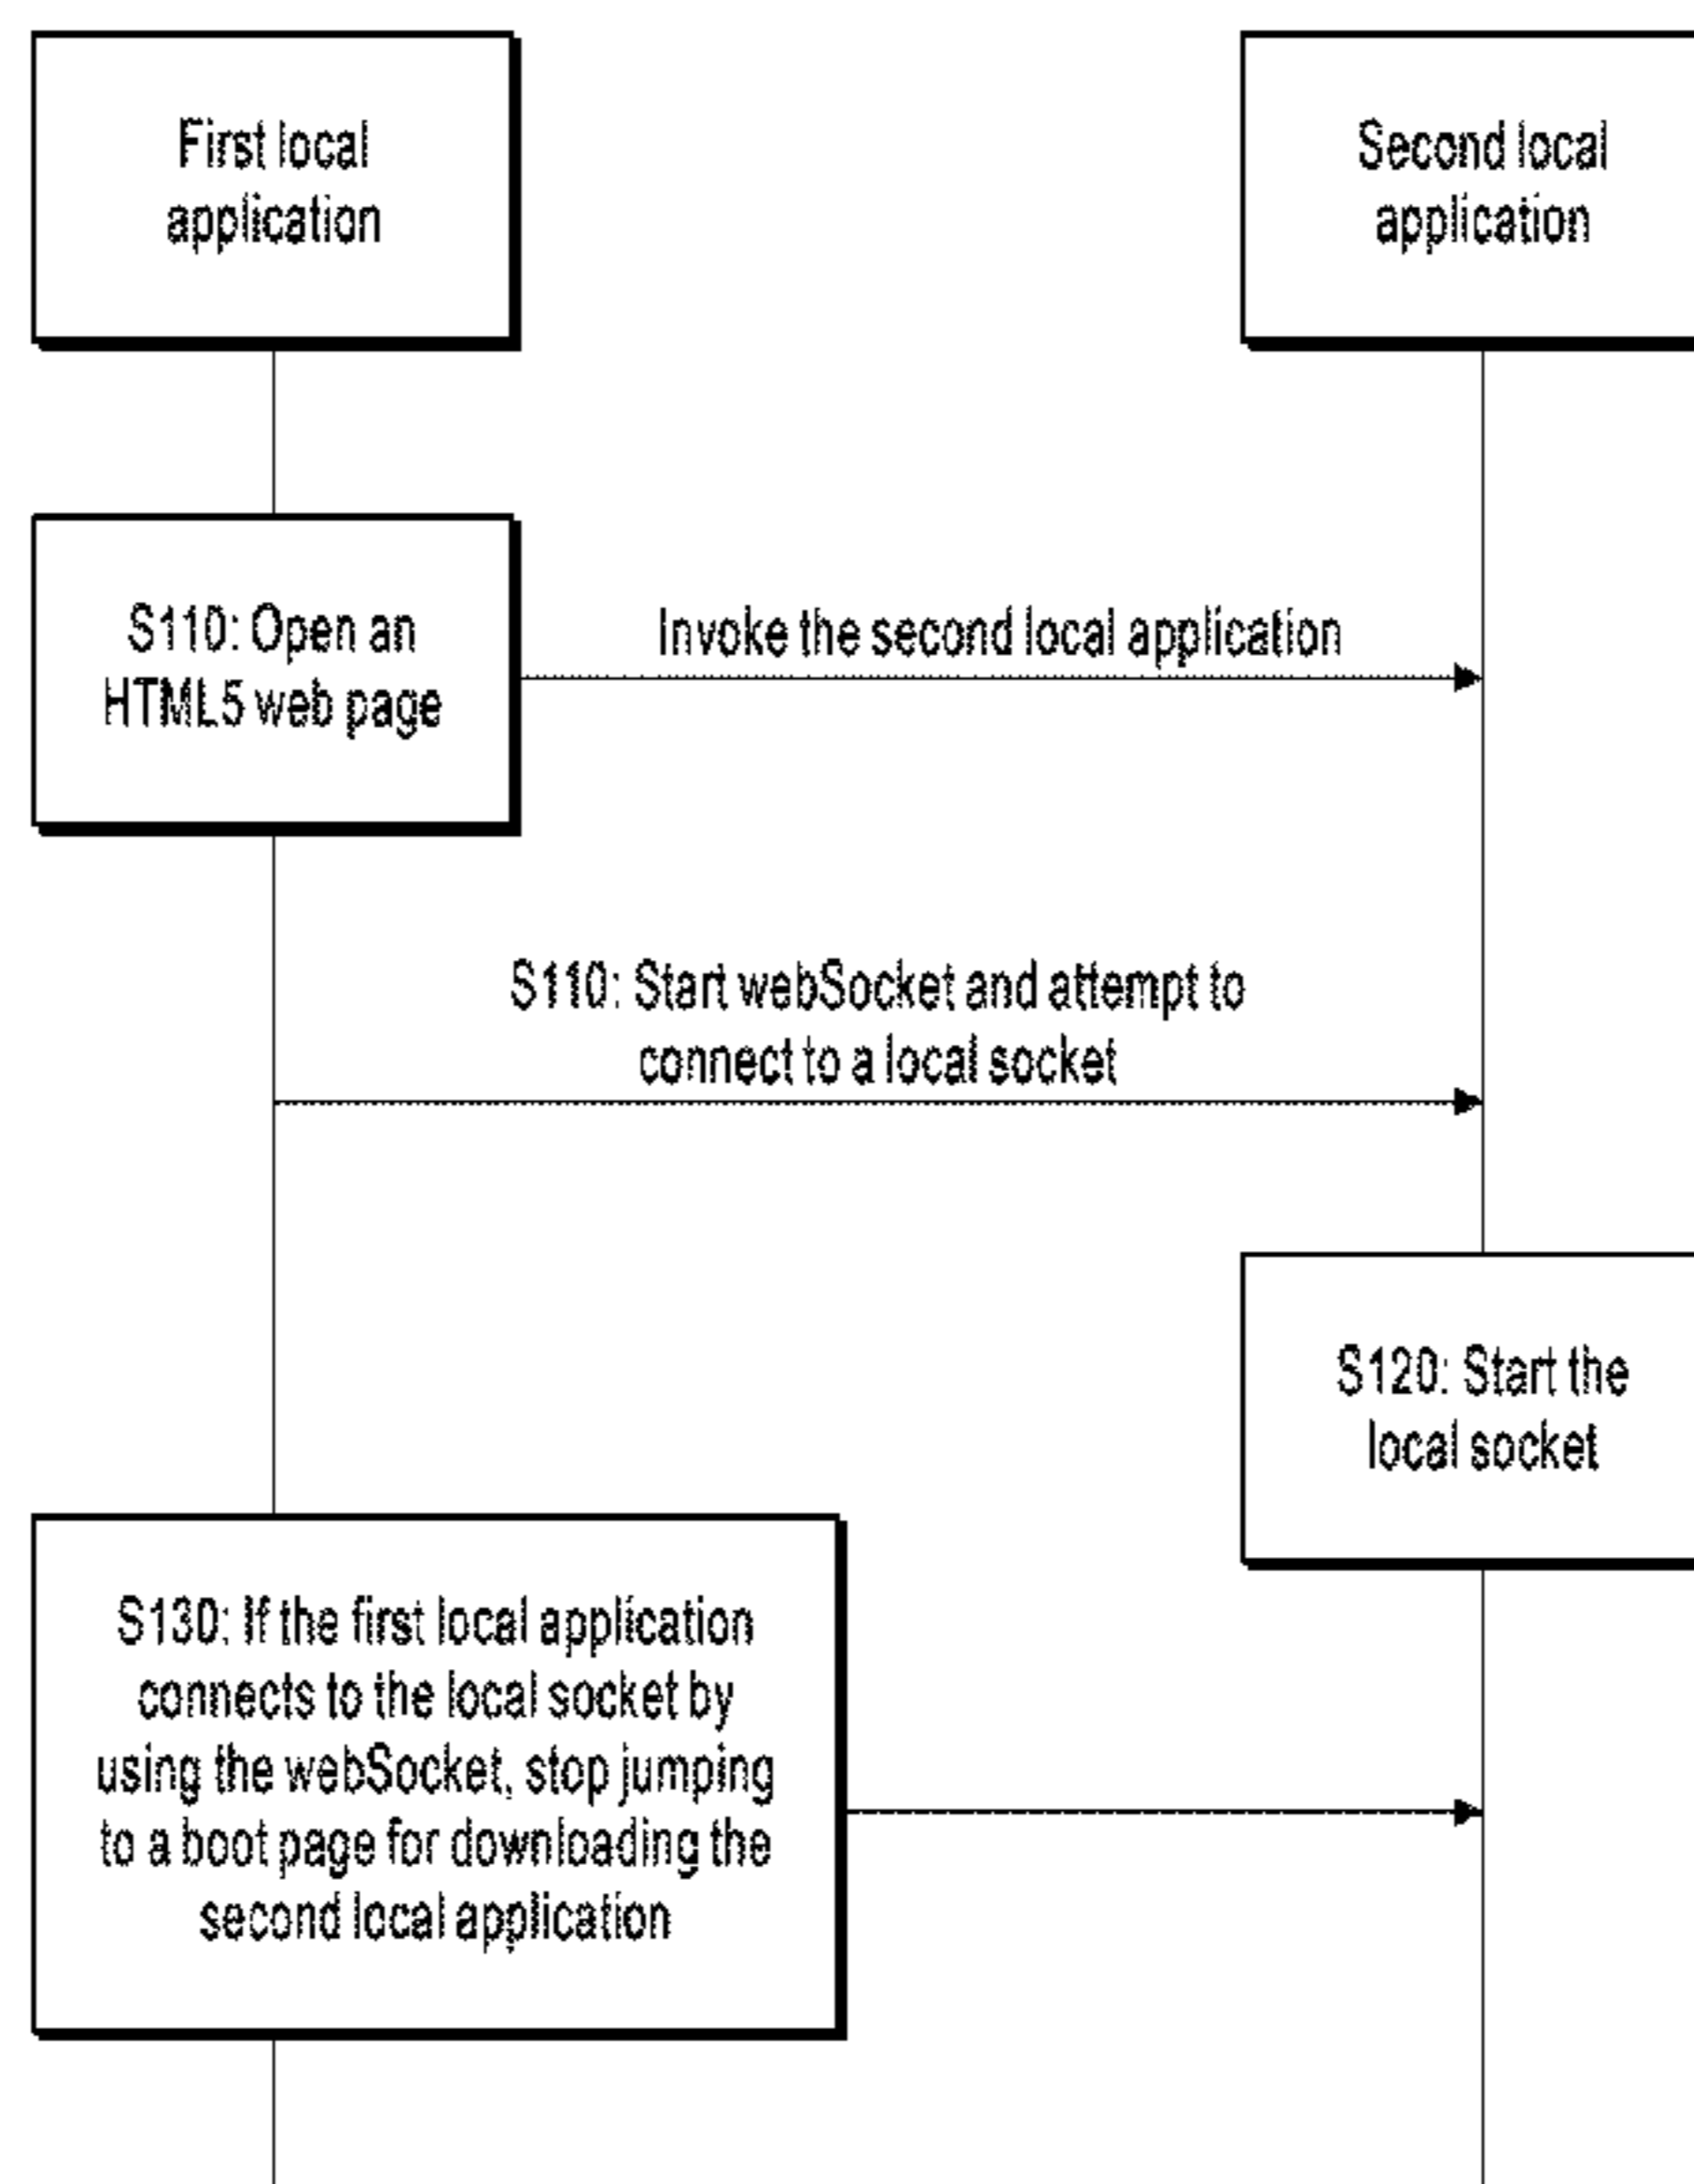 First local
application
Second local
application
S110: Open an
HTML5 web page
Invoke the second local application
S110: Start webSocket and attempt to
connect to a local socket
S120: Start the
local socket
S130: If the first local application
connects to the local socket by
using the webSocket, stop jumping
to a boot page for downloading the
second local application